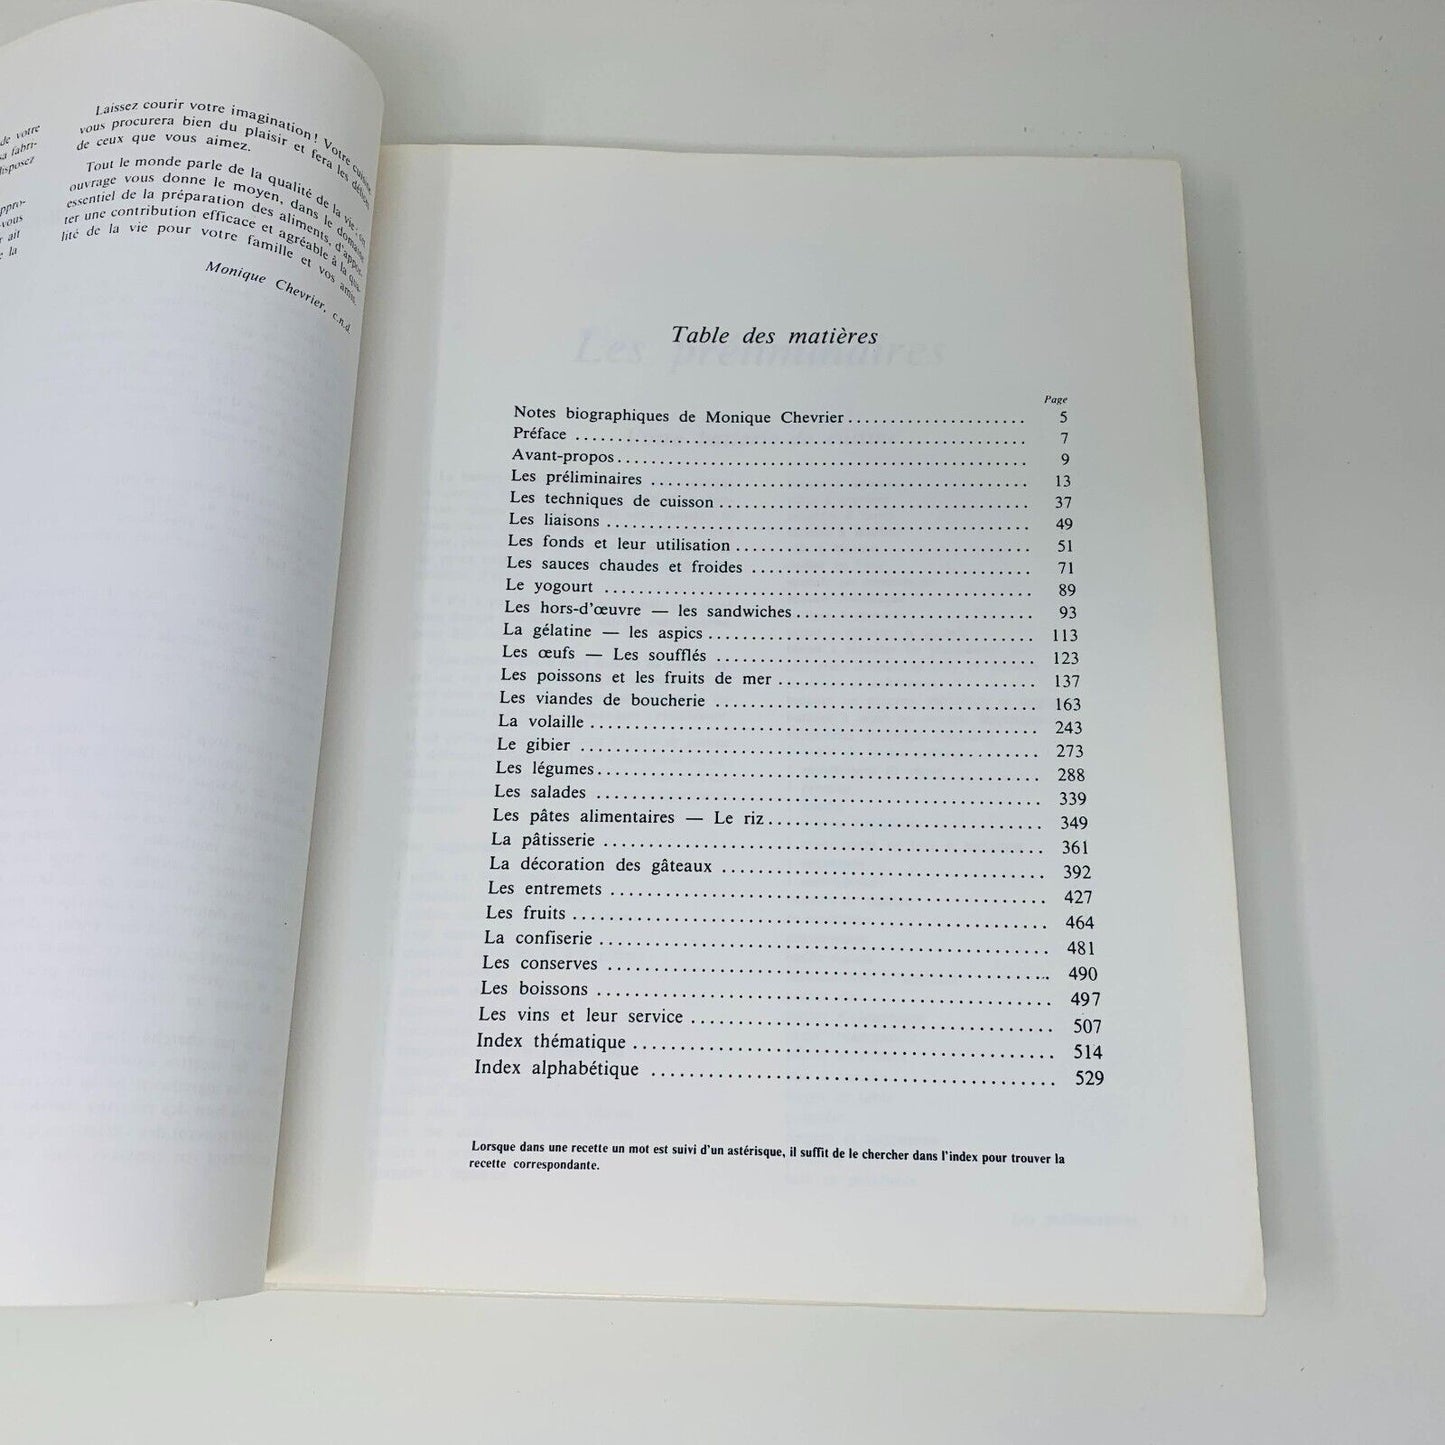 de votre
sa fabri-
disposez
appro-
-vous
r ait
e la
Laissez courir votre imagination! Votre cuisine
vous procurera bien du plaisir et fera les délices
de ceux que vous aimez.
Tout le monde parle de la qualité de la vie: cet
ouvrage vous donne le moyen, dans le domaine
essentiel de la préparation des aliments, d'appor-
ter une contribution efficace et agréable à la qua-
lité de la vie pour votre famille et vos amis.
Monique Chevrier, c.n.d.
Table des matières
Page
Notes biographiques de Monique Chevrier ..................... 5
Préface ..................................................... 7
Avant-propos ................................................ 9
Les préliminaires ........................................... 13
Les techniques de cuisson ................................... 37
Les liaisons ................................................ 49
Les fonds et leur utilisation ............................... 51
Les sauces chaudes et froides ............................... 71
Le yogourt .................................................. 89
Les hors-d'œuvre — les sandwiches ........................... 93
La gélatine — les aspics .................................... 113
Les œufs — Les soufflés ..................................... 123
Les poissons et les fruits de mer ........................... 137
Les viandes de boucherie .................................... 163
La volaille ................................................. 243
Le gibier ................................................... 273
Les légumes ................................................. 288
Les salades ................................................. 339
Les pâtes alimentaires — Le riz ............................. 349
La pâtisserie ............................................... 361
La décoration des gâteaux ................................... 392
Les entremets ............................................... 427
Les fruits .................................................. 464
La confiserie ............................................... 481
Les conserves ............................................... 490
Les boissons ................................................ 497
Les vins et leur service .................................... 507
Index thématique ............................................ 514
Index alphabétique .......................................... 529
Lorsque dans une recette un mot est suivi d'un astérisque, il suffit de le chercher dans l'index pour trouver la
recette correspondante.